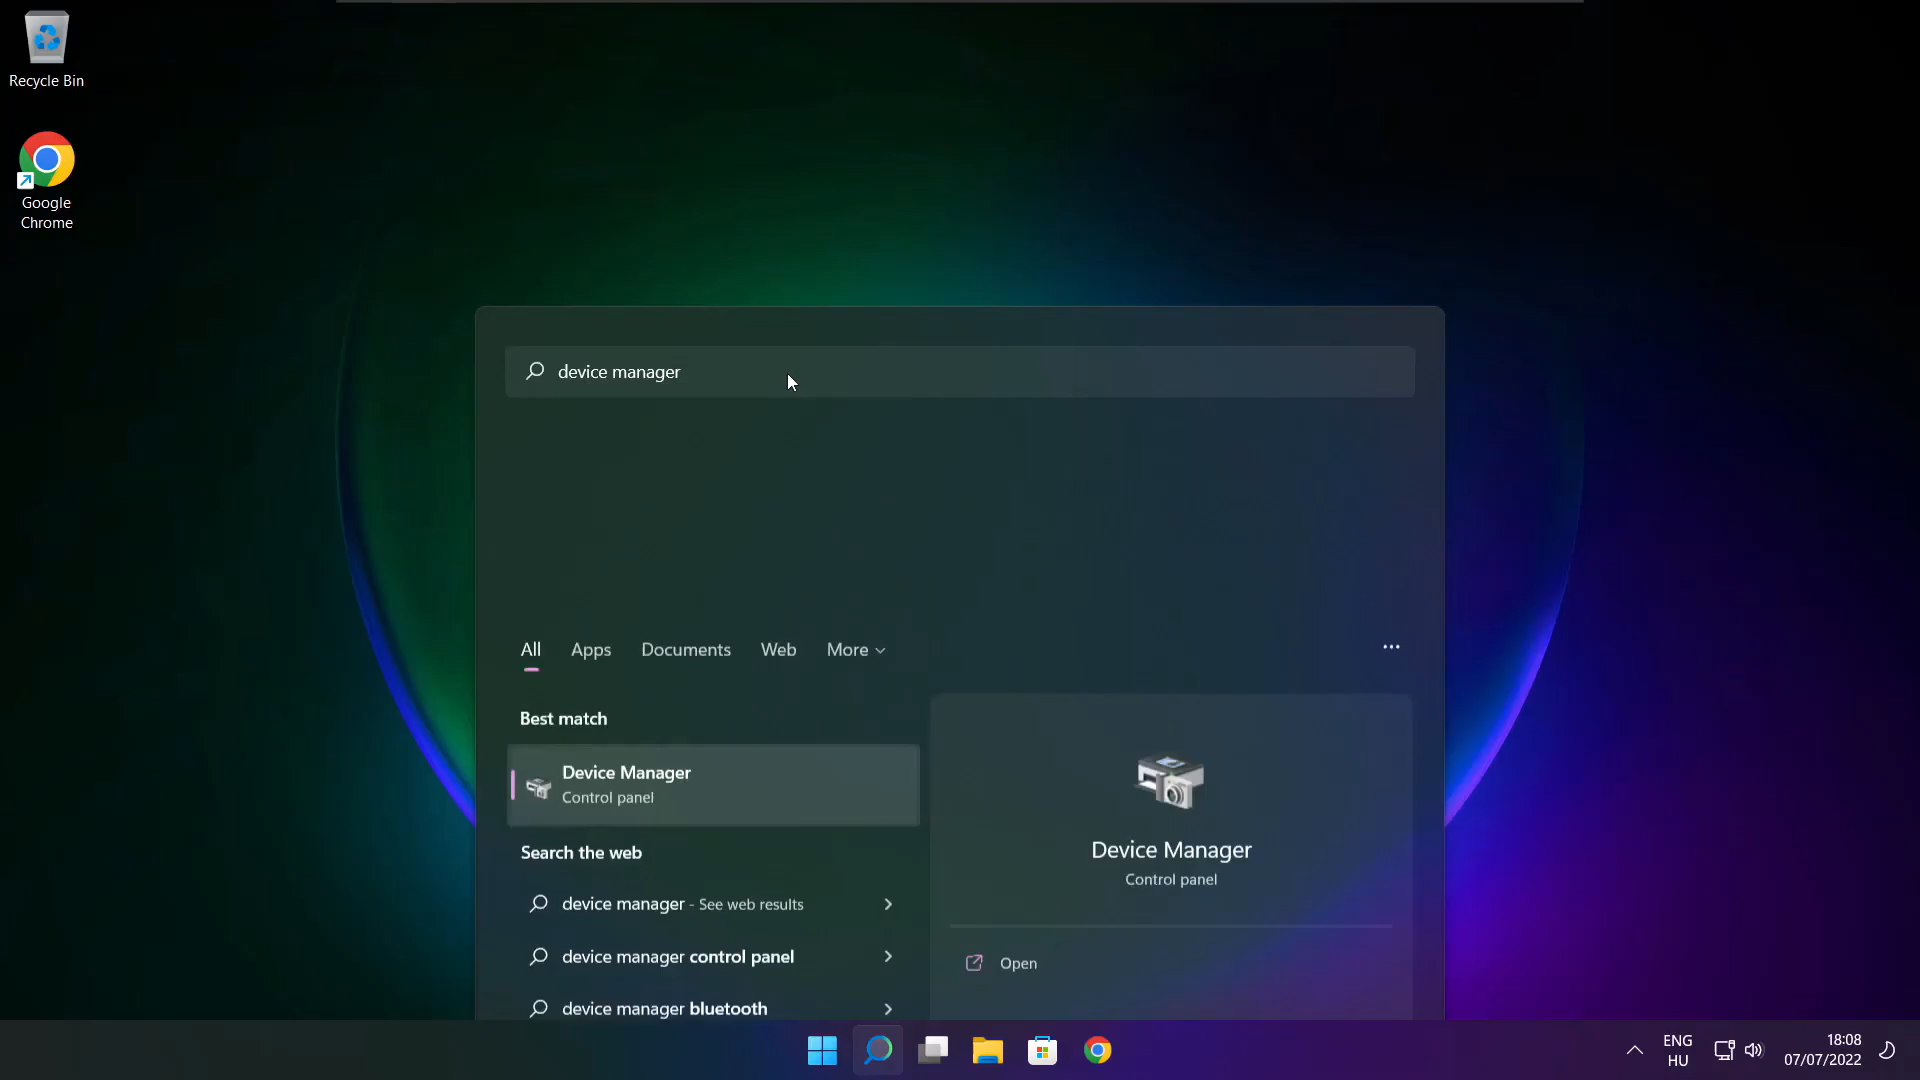 Recycle Bin
Google
Chrome
device manager
All Apps Documents Web More
Best match
Device Manager
Control panel
Search the web
device manager - See web results
device manager control panel
device manager bluetooth
Device Manager
Control panel
Open
ENG
HU
18:08
07/07/2022